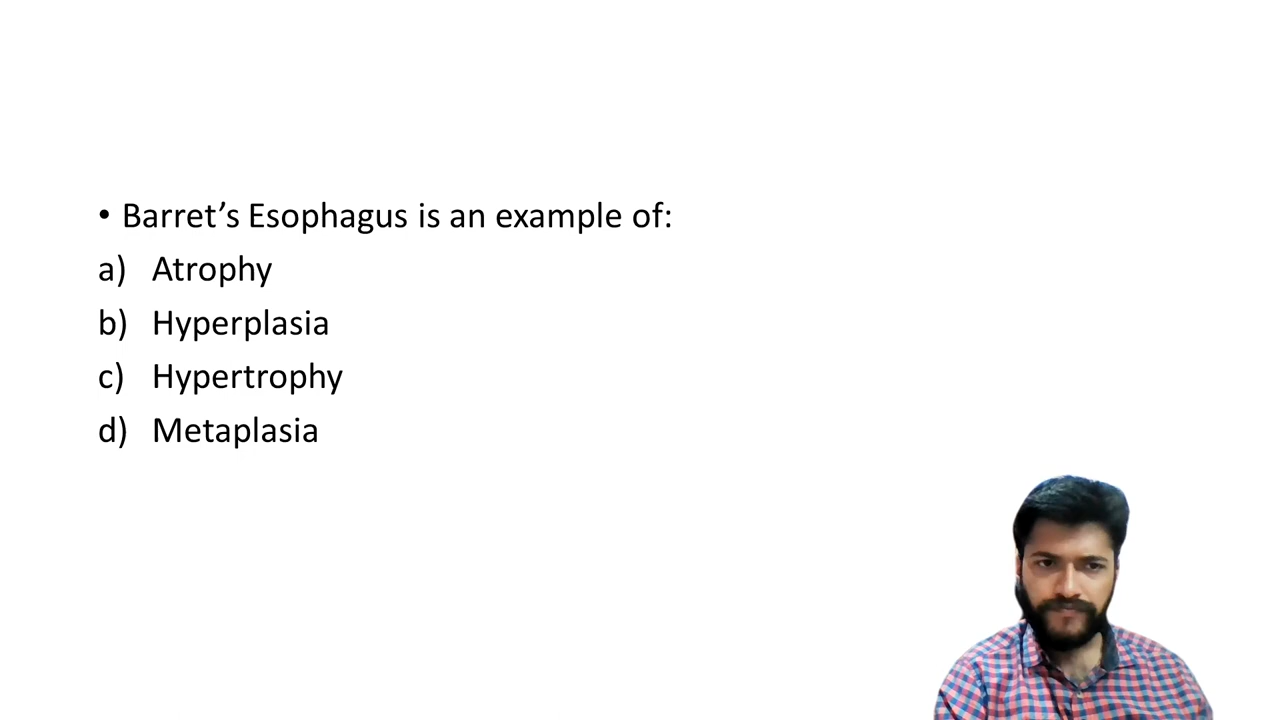 • Barret’s Esophagus is an example of:
a) Atrophy
b) Hyperplasia
c) Hypertrophy
d) Metaplasia